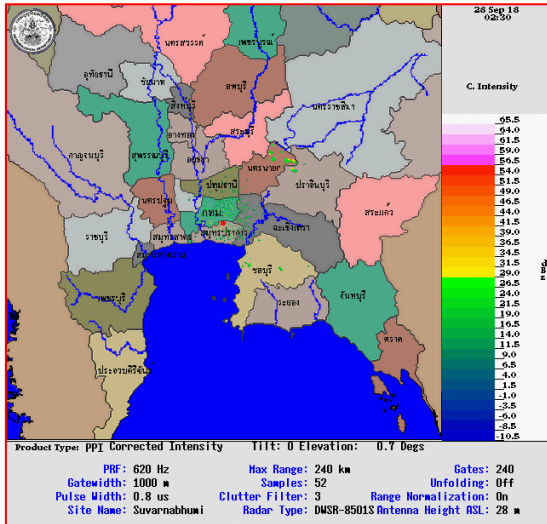 28 Sep 18
02:30
C. Intensity
65.5
64.0
61.5
59.0
56.5
54.0
51.5
49.0
46.5
44.0
41.5
39.0
36.5
34.0
31.5
29.0
26.5
24.0
21.5
19.0
16.5
14.0
11.5
9.0
6.5
4.0
1.5
-1.0
-3.5
-6.0
-8.5
-10.5
นครสวรรค์
เพชรบูรณ์
อุทัยธานี
ชัยนาท
ลพบุรี
สิงห์บุรี
นครราชสีมา
อ่างทอง
สระบุรี
กาญจนบุรี
สุพรรณบุรี
อยุธยา
นครนายก
ปราจีนบุรี
ปทุมธานี
นครปฐม
กทม.
สระแก้ว
ราชบุรี
สมุทรสาคร
สมุทรปราการ
ฉะเชิงเทรา
สมุทรสงคราม
ชลบุรี
เพชรบุรี
ระยอง
จันทบุรี
ตราด
ประจวบคีรีขันธ์
Product Type: PPI Corrected Intensity Tilt: 0 Elevation: 0.7 Degs
PRF: 620 Hz Max Range: 240 km Gates: 240
Gatewidth: 1000 m Samples: 52 Unfolding: Off
Pulse Width: 0.8 us Clutter Filter: 3 Range Normalization: On
Site Name: Suvarnabhumi Radar Type: DWSR-8501S Antenna Height ASL: 28 m